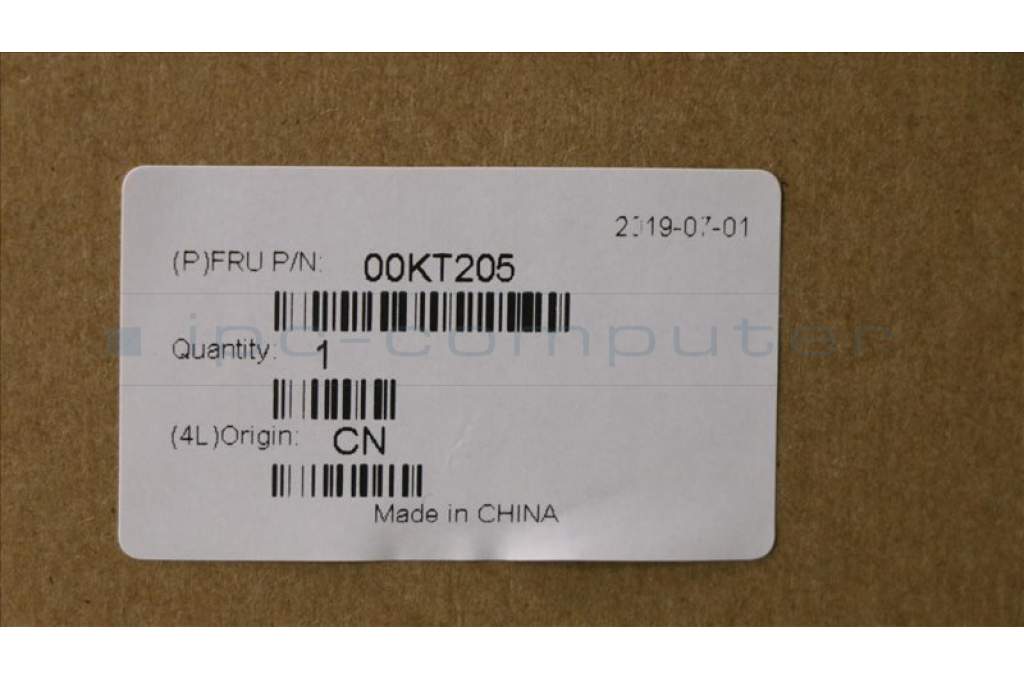 2019-07-01
(P)FRU P/N: 00KT205
ipc-computer
Quantity: 1
(4L)Origin: CN
Made in CHINA